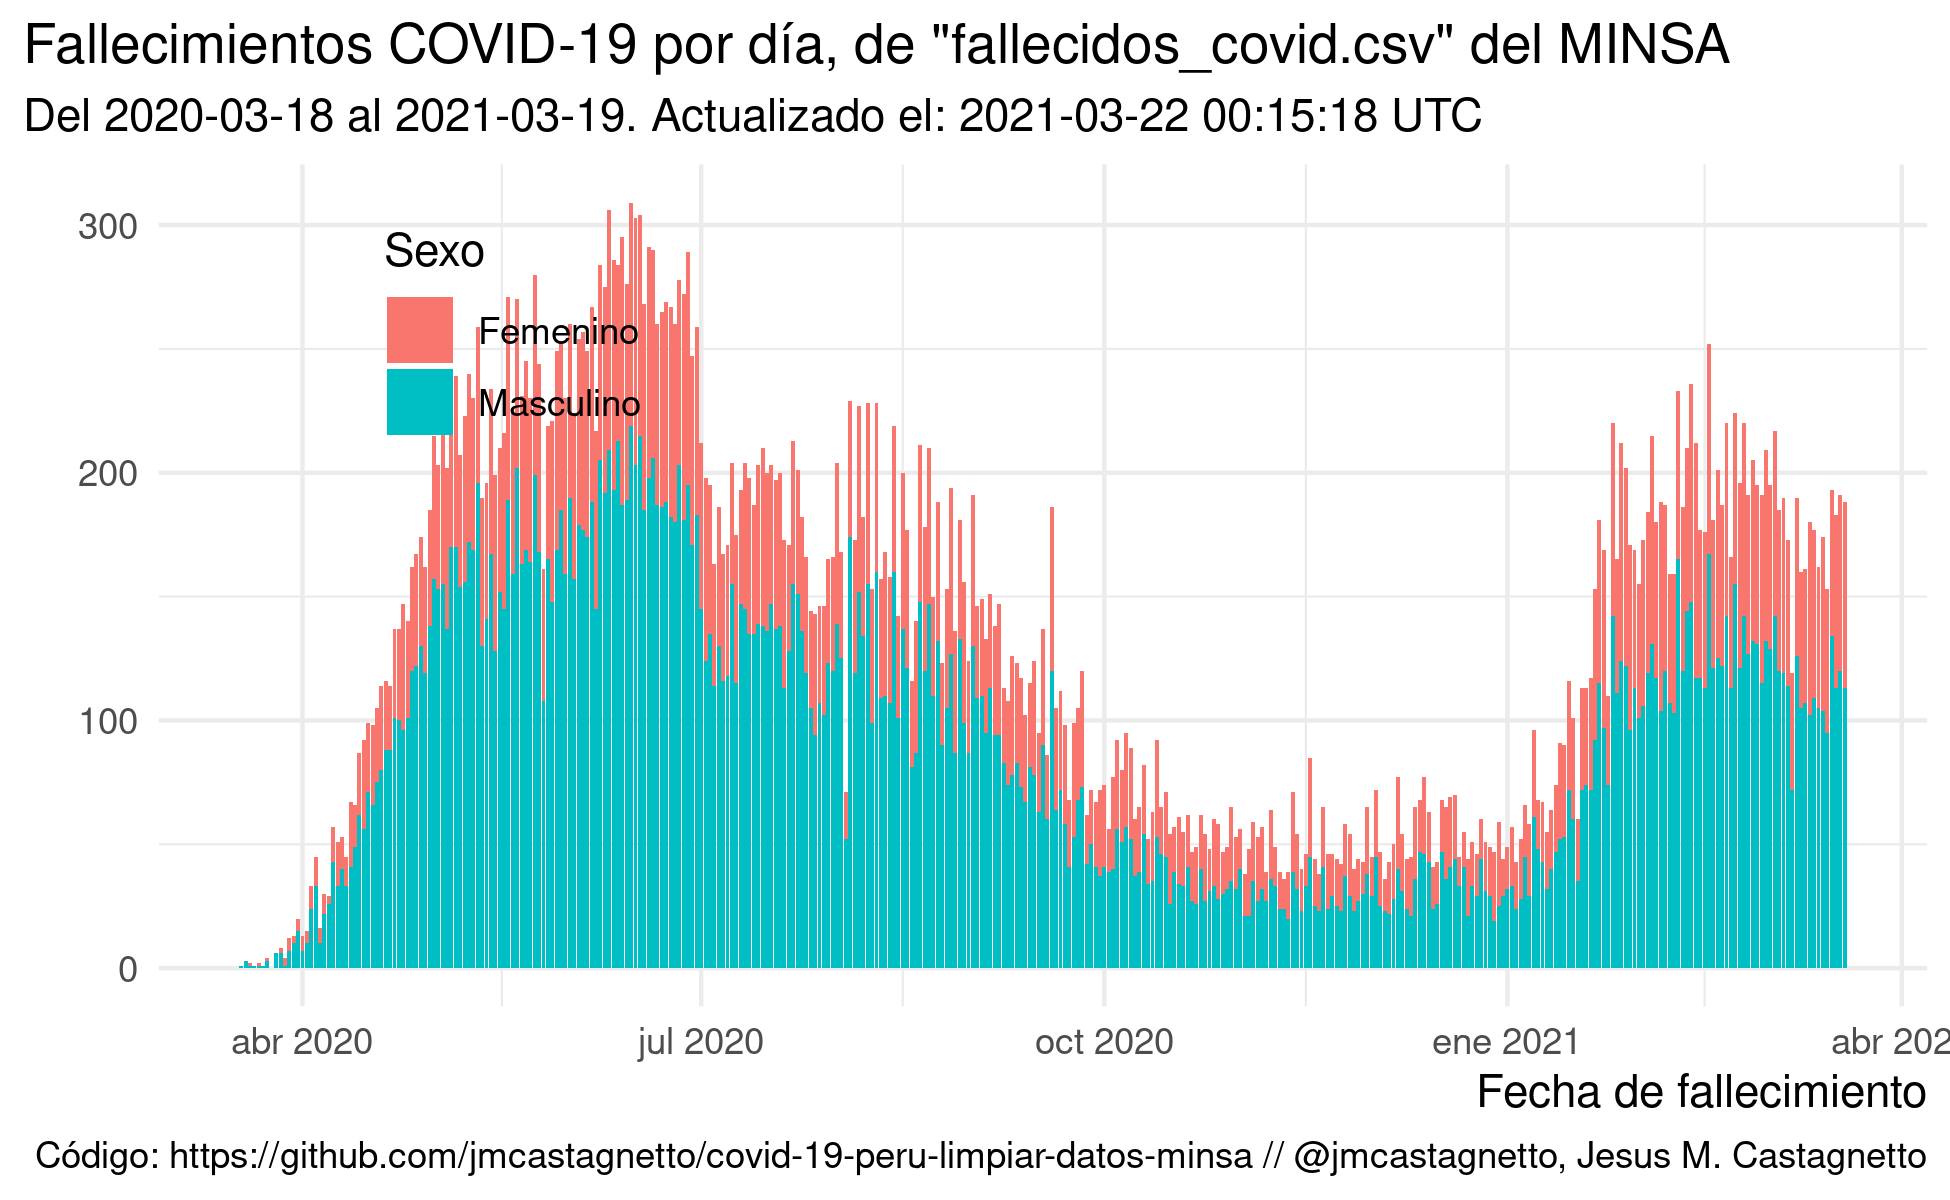 Fallecimientos COVID-19 por día, de "fallecidos_covid.csv" del MINSA
Del 2020-03-18 al 2021-03-19. Actualizado el: 2021-03-22 00:15:18 UTC
300
200
100
0
Sexo
Femenino
Masculino
abr 2020
jul 2020
oct 2020
ene 2021
abr 202
Fecha de fallecimiento
Código: https://github.com/jmcastagnetto/covid-19-peru-limpiar-datos-minsa // @jmcastagnetto, Jesus M. Castagnetto